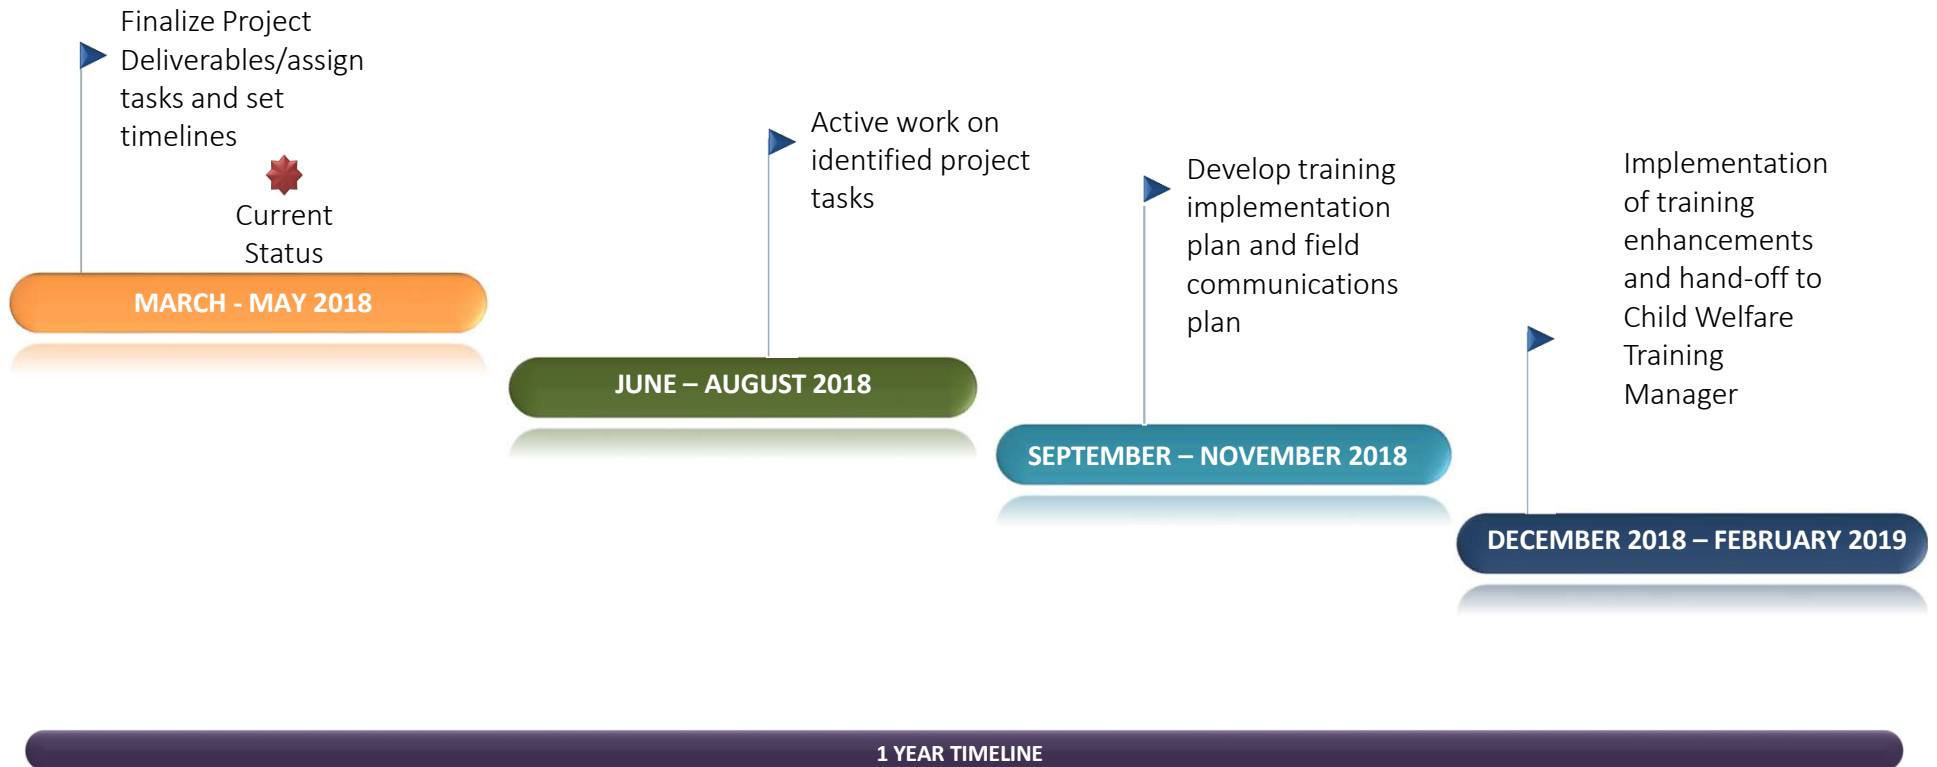 Finalize Project
Deliverables/assign
tasks and set
timelines
Current
Status
MARCH - MAY 2018
Active work on
identified project
tasks
JUNE – AUGUST 2018
Develop training
implementation
plan and field
communications
plan
SEPTEMBER – NOVEMBER 2018
Implementation
of training
enhancements
and hand-off to
Child Welfare
Training
Manager
DECEMBER 2018 – FEBRUARY 2019
1 YEAR TIMELINE